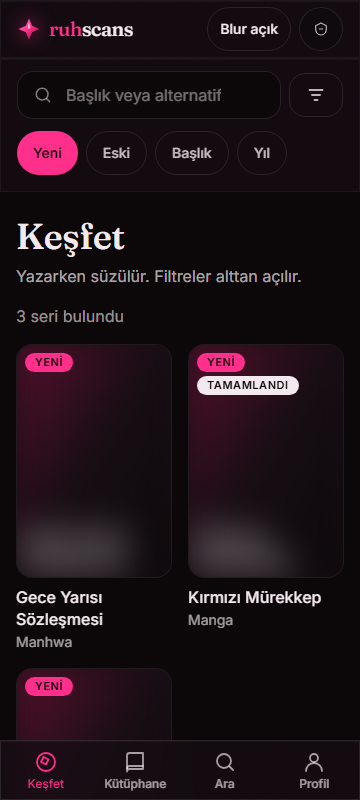 ruhscans
Blur açık
Başlık veya alternatif
Yeni
Eski
Başlık
Yıl
Keşfet
Yazarken süzülür. Filtreler alttan açılır.
3 seri bulundu
YENİ
YENİ
TAMAMLANDI
Gece Yarısı
Sözleşmesi
Manhwa
Kırmızı Mürekkep
Manga
YENİ
Keşfet
Kütüphane
Ara
Profil